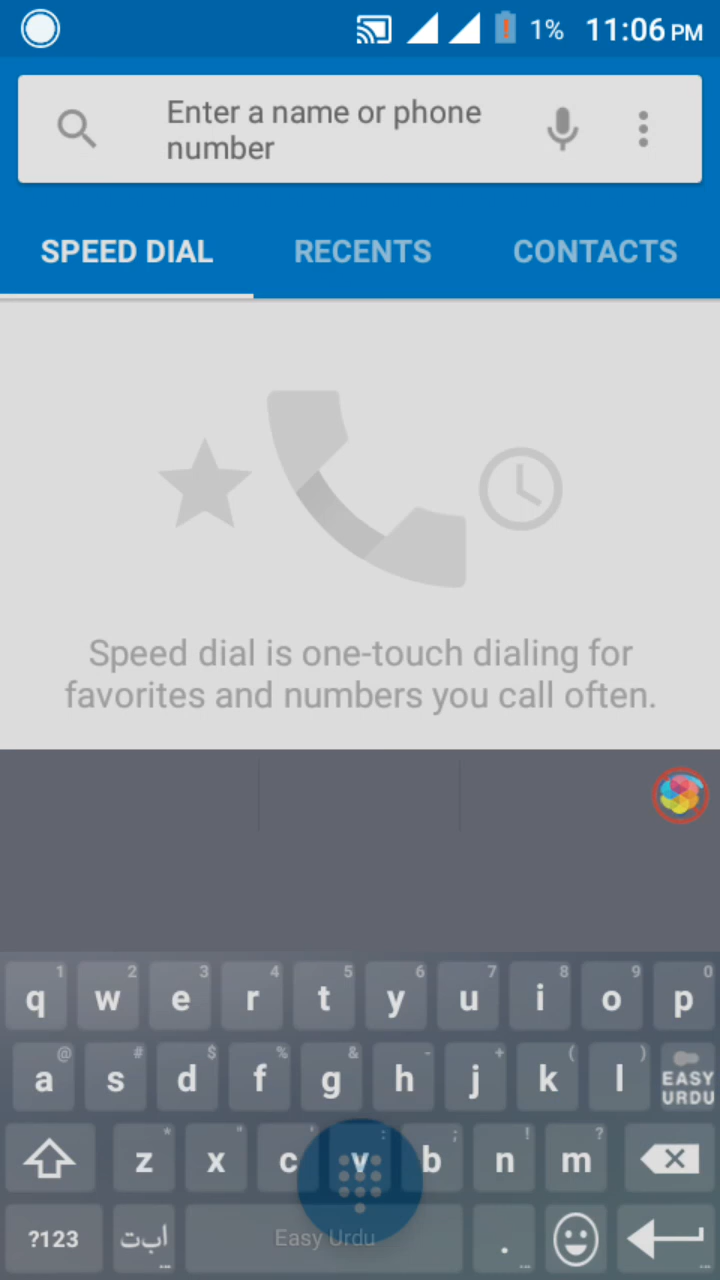 1% 11:06 PM
Enter a name or phone
number
SPEED DIAL RECENTS CONTACTS
Speed dial is one-touch dialing for
favorites and numbers you call often.
1 2 3 4 5 6 7 8 9 0
q w e r t y u i o p
@ # $ % & - + ( )
a s d f g h j k l EASY
URDU
* " ' : ; ! ?
z x c v b n m
?123 ا ب ت Easy Urdu . ...